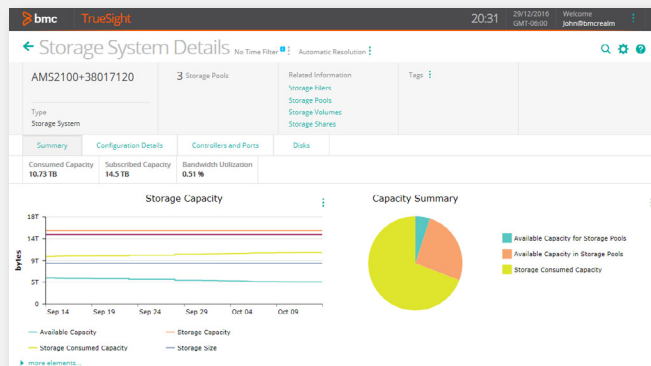 bmc TrueSight 20:31 29/12/2016 Welcome
GMT-06:00 John@bmcrealm
Storage System Details No Time Filter Automatic Resolution
AMS2100+38017120 3 Storage Pools Related Information Tags
Storage Filers
Storage Pools
Type Storage Volumes
Storage System Storage Shares
Summary Configuration Details Controllers and Ports Disks
Consumed Capacity Subscribed Capacity Bandwidth Utilization
10.73 TB 14.5 TB 0.51 %
Storage Capacity Capacity Summary
18T
14T
9T
5T
0
bytes
Sep 14 Sep 19 Sep 24 Sep 29 Oct 04 Oct 09
Available Capacity Storage Capacity
Storage Consumed Capacity Storage Size
more elements...
Available Capacity for Storage Pools
Available Capacity in Storage Pools
Storage Consumed Capacity